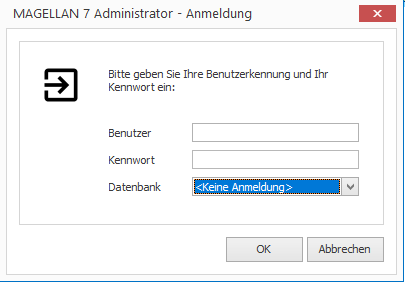 MAGELLAN 7 Administrator - Anmeldung
Bitte geben Sie Ihre Benutzerkennung und Ihr
Kennwort ein:
Benutzer
Kennwort
Datenbank <Keine Anmeldung>
OK Abbrechen